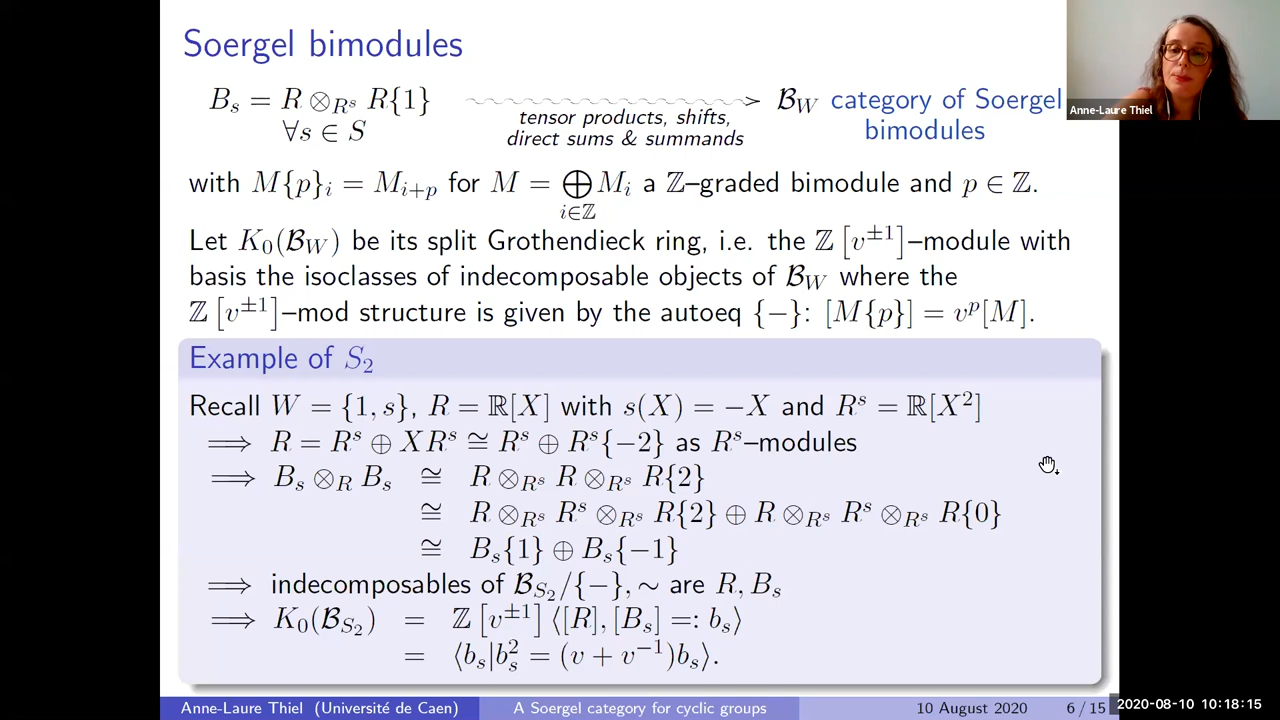 Soergel bimodules
B_s = R ⊗_{R^s} R{1}
∀s ∈ S
tensor products, shifts,
direct sums & summands
𝓑_W category of Soergel
bimodules
with M{p}_i = M_{i+p} for M = ⊕_{i∈ℤ} M_i a ℤ–graded bimodule and p ∈ ℤ.
Let K_0(𝓑_W) be its split Grothendieck ring, i.e. the ℤ[v^{±1}]–module with
basis the isoclasses of indecomposable objects of 𝓑_W where the
ℤ[v^{±1}]–mod structure is given by the autoeq {−}: [M{p}] = v^p[M].
Example of S_2
Recall W = {1, s}, R = ℝ[X] with s(X) = −X and R^s = ℝ[X^2]
⟹ R = R^s ⊕ XR^s ≅ R^s ⊕ R^s{−2} as R^s–modules
⟹ B_s ⊗_R B_s ≅ R ⊗_{R^s} R ⊗_{R^s} R{2}
≅ R ⊗_{R^s} R^s ⊗_{R^s} R{2} ⊕ R ⊗_{R^s} R^s ⊗_{R^s} R{0}
≅ B_s{1} ⊕ B_s{−1}
⟹ indecomposables of 𝓑_{S_2}/{−}, ∼ are R, B_s
⟹ K_0(𝓑_{S_2}) = ℤ[v^{±1}] ⟨[R], [B_s] =: b_s⟩
= ⟨b_s|b_s^2 = (v + v^{−1})b_s⟩.
Anne-Laure Thiel
Anne-Laure Thiel (Université de Caen) A Soergel category for cyclic groups 10 August 2020 6 / 15
2020-08-10 10:18:15